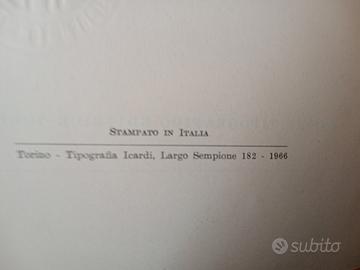 STAMPATO IN ITALIA
Torino - Tipografia Icardi, Largo Sempione 182 - 1966
subito